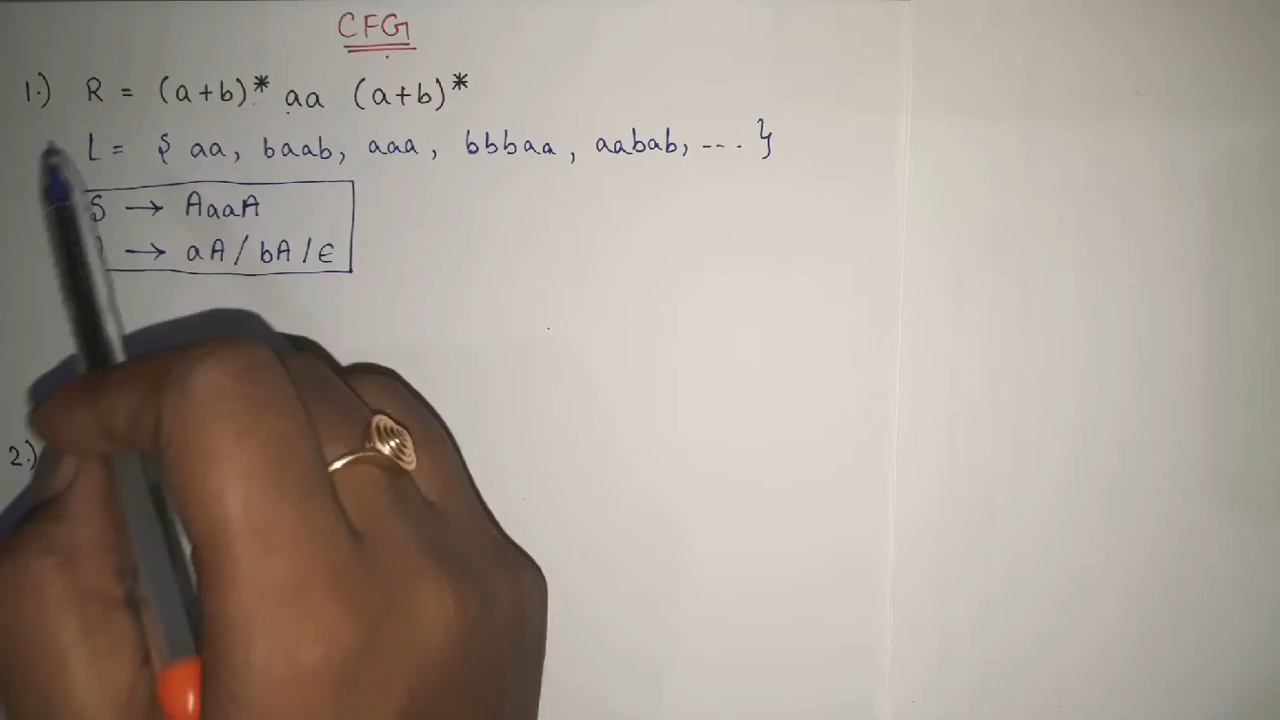 CFG
1.) R = (a+b)* aa (a+b)*
L = { aa, baab, aaa, bbbaa, aabab, --- }
S → AaaA
→ aA / bA / ϵ
2.)